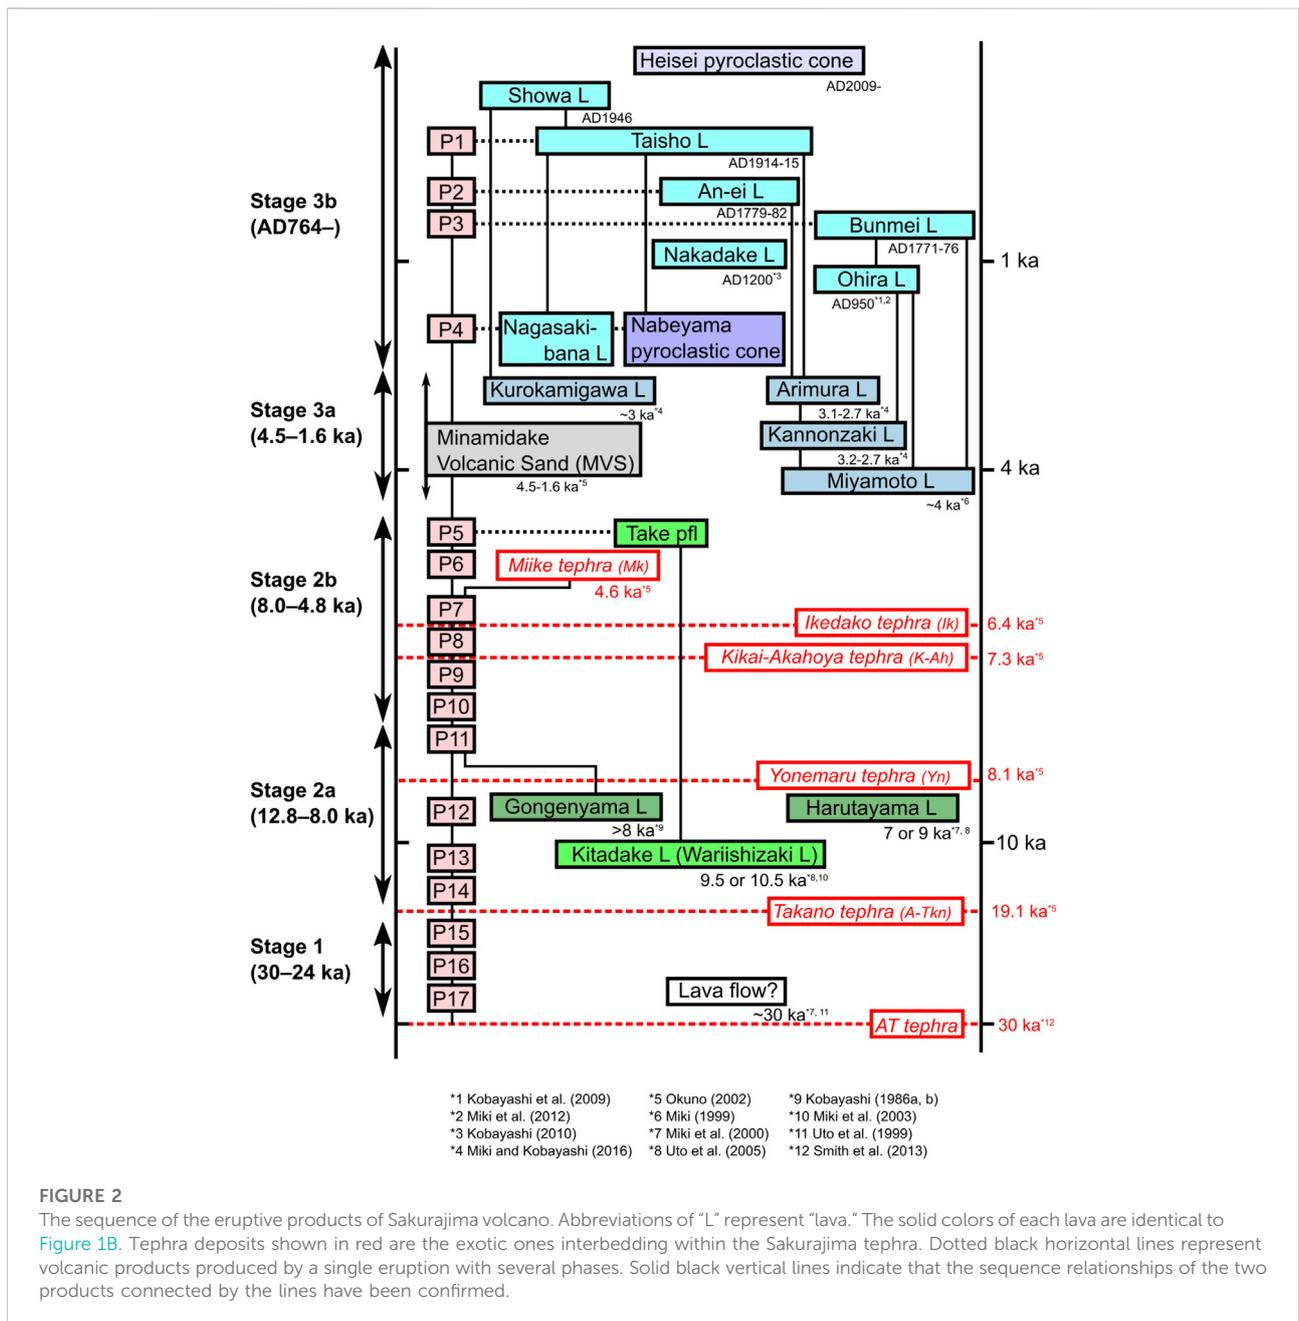 Heisei pyroclastic cone
AD2009-
Showa L
AD1946
P1
Taisho L
AD1914-15
P2
An-ei L
AD1779-82
Stage 3b
(AD764–)
P3
Bunmei L
AD1771-76
Nakadake L
AD1200*3
1 ka
Ohira L
AD950*1,2
P4
Nagasaki-
bana L
Nabeyama
pyroclastic cone
Kurokamigawa L
~3 ka*4
Arimura L
3.1-2.7 ka*4
Stage 3a
(4.5–1.6 ka)
Minamidake
Volcanic Sand (MVS)
4.5-1.6 ka*5
Kannonzaki L
3.2-2.7 ka*4
4 ka
Miyamoto L
~4 ka*6
P5
Take pfl
P6
Miike tephra (Mk)
4.6 ka*5
Stage 2b
(8.0–4.8 ka)
P7
Ikedako tephra (Ik)
6.4 ka*5
P8
Kikai-Akahoya tephra (K-Ah)
7.3 ka*5
P9
P10
P11
Yonemaru tephra (Yn)
8.1 ka*5
Stage 2a
(12.8–8.0 ka)
P12
Gongenyama L
>8 ka*9
Harutayama L
7 or 9 ka*7, 8
10 ka
P13
Kitadake L (Wariishizaki L)
9.5 or 10.5 ka*8,10
P14
Takano tephra (A-Tkn)
19.1 ka*5
P15
Stage 1
(30–24 ka)
P16
P17
Lava flow?
~30 ka*7, 11
AT tephra
30 ka*12
*1 Kobayashi et al. (2009)
*2 Miki et al. (2012)
*3 Kobayashi (2010)
*4 Miki and Kobayashi (2016)
*5 Okuno (2002)
*6 Miki (1999)
*7 Miki et al. (2000)
*8 Uto et al. (2005)
*9 Kobayashi (1986a, b)
*10 Miki et al. (2003)
*11 Uto et al. (1999)
*12 Smith et al. (2013)
FIGURE 2
The sequence of the eruptive products of Sakurajima volcano. Abbreviations of “L” represent “lava.” The solid colors of each lava are identical to
Figure 1B. Tephra deposits shown in red are the exotic ones interbedding within the Sakurajima tephra. Dotted black horizontal lines represent
volcanic products produced by a single eruption with several phases. Solid black vertical lines indicate that the sequence relationships of the two
products connected by the lines have been confirmed.